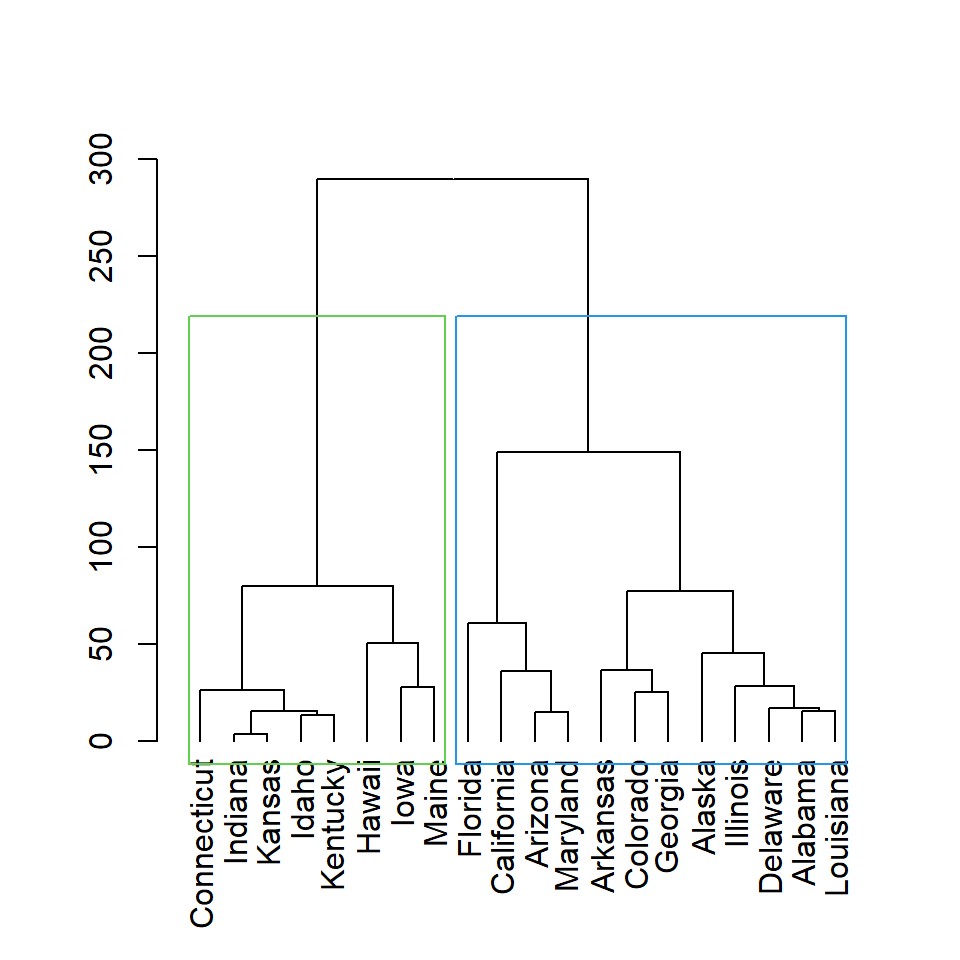 300
250
200
150
100
50
0
Connecticut
Indiana
Kansas
Idaho
Kentucky
Hawaii
Iowa
Maine
Florida
California
Arizona
Maryland
Arkansas
Colorado
Georgia
Alaska
Illinois
Delaware
Alabama
Louisiana